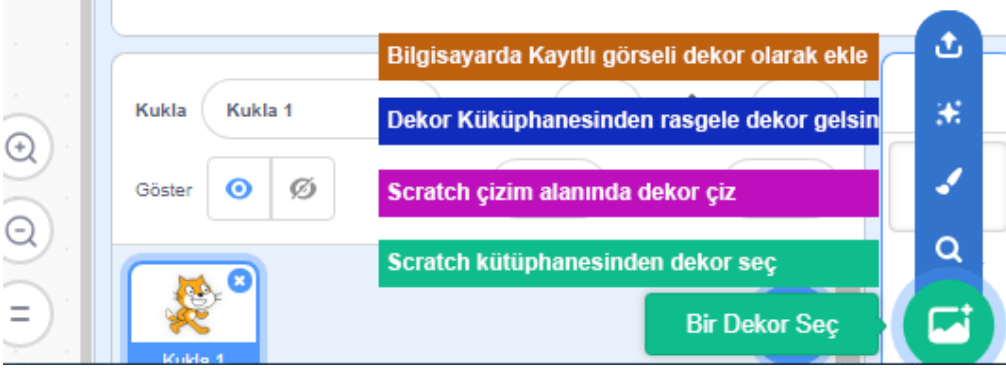 Bilgisayarda Kayıtlı görseli dekor olarak ekle
Kukla Kukla 1
Dekor Küküphanesinden rasgele dekor gelsin
Göster
Scratch çizim alanında dekor çiz
Scratch kütüphanesinden dekor seç
Bir Dekor Seç
Kukla 1